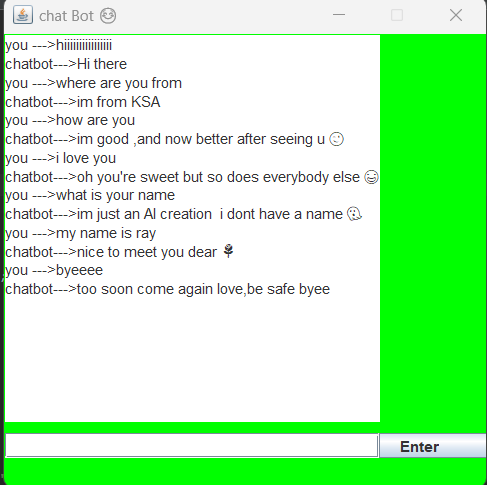 chat Bot 😊
you --->hiiiiiiiiiiiiiiiii
chatbot--->Hi there
you --->where are you from
chatbot--->im from KSA
you --->how are you
chatbot--->im good ,and now better after seeing u 😉
you --->i love you
chatbot--->oh you're sweet but so does everybody else 😂
you --->what is your name
chatbot--->im just an AI creation  i dont have a name 🤔
you --->my name is ray
chatbot--->nice to meet you dear 🌹
you --->byeeee
chatbot--->too soon come again love,be safe byee
Enter